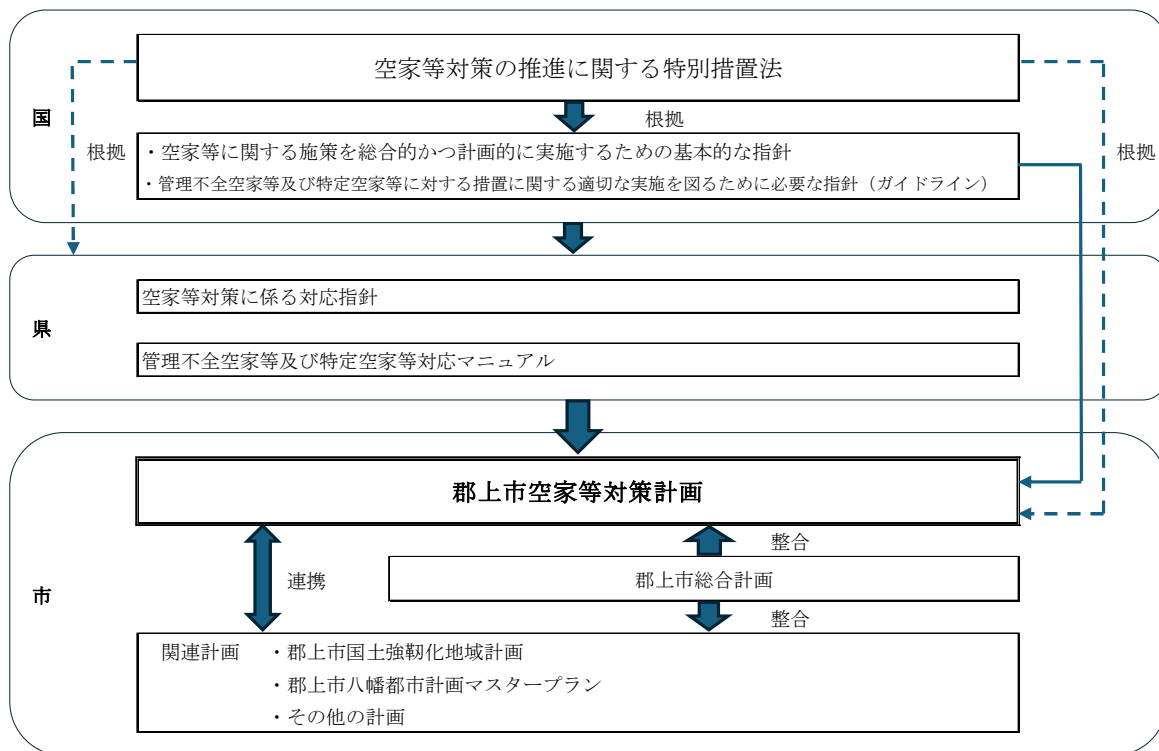 空家等対策の推進に関する特別措置法
国
根拠
根拠
根拠
・空家等に関する施策を総合的かつ計画的に実施するための基本的な指針
・管理不全空家等及び特定空家等に対する措置に関する適切な実施を図るために必要な指針（ガイドライン）
県
空家等対策に係る対応指針
管理不全空家等及び特定空家等対応マニュアル
郡上市空家等対策計画
市
整合
連携
郡上市総合計画
整合
関連計画 ・郡上市国土強靭化地域計画
・郡上市八幡都市計画マスタープラン
・その他の計画